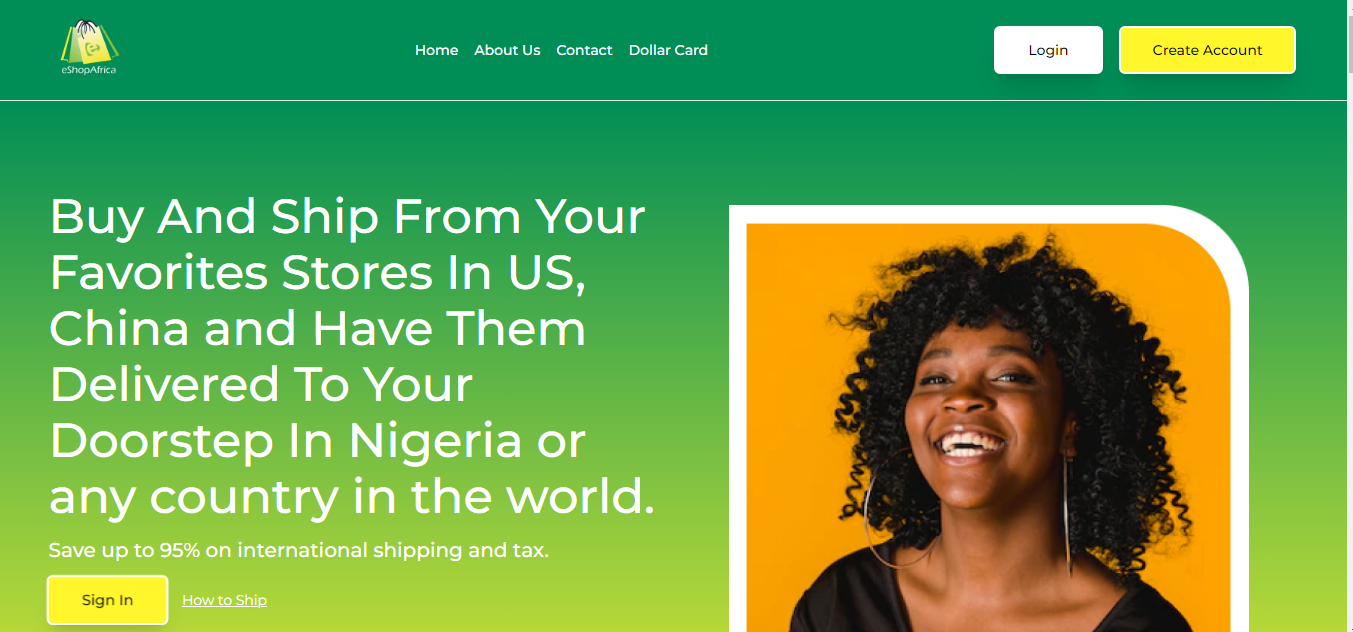 eShopAfrica
Home About Us Contact Dollar Card
Login
Create Account
Buy And Ship From Your
Favorites Stores In US,
China and Have Them
Delivered To Your
Doorstep In Nigeria or
any country in the world.
Save up to 95% on international shipping and tax.
Sign In
How to Ship